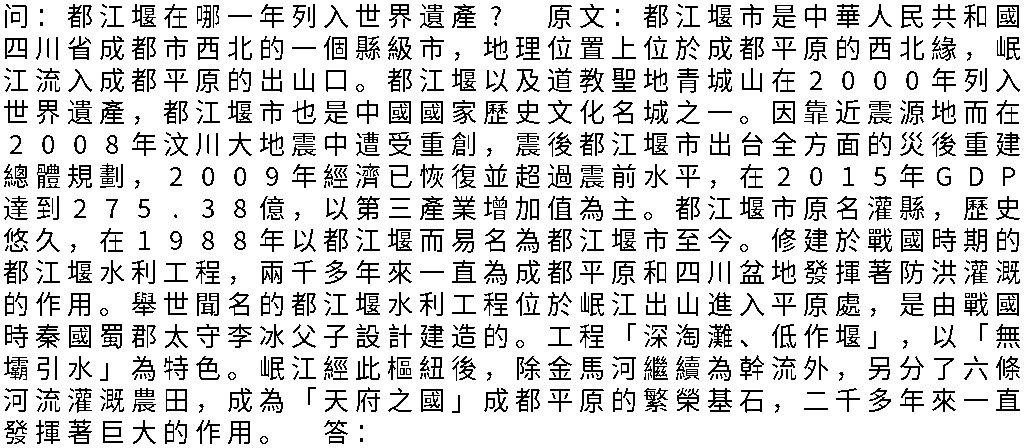 问：都江堰在哪一年列入世界遺產？ 原文：都江堰市是中華人民共和國
四川省成都市西北的一個縣級市，地理位置上位於成都平原的西北緣，岷
江流入成都平原的出山口。都江堰以及道教聖地青城山在２０００年列入
世界遺產，都江堰市也是中國國家歷史文化名城之一。因靠近震源地而在
２００８年汶川大地震中遭受重創，震後都江堰市出台全方面的災後重建
總體規劃，２００９年經濟已恢復並超過震前水平，在２０１５年ＧＤＰ
達到２７５．３８億，以第三產業增加值為主。都江堰市原名灌縣，歷史
悠久，在１９８８年以都江堰而易名為都江堰市至今。修建於戰國時期的
都江堰水利工程，兩千多年來一直為成都平原和四川盆地發揮著防洪灌溉
的作用。舉世聞名的都江堰水利工程位於岷江出山進入平原處，是由戰國
時秦國蜀郡太守李冰父子設計建造的。工程「深淘灘、低作堰」，以「無
壩引水」為特色。岷江經此樞紐後，除金馬河繼續為幹流外，另分了六條
河流灌溉農田，成為「天府之國」成都平原的繁榮基石，二千多年來一直
發揮著巨大的作用。 答：